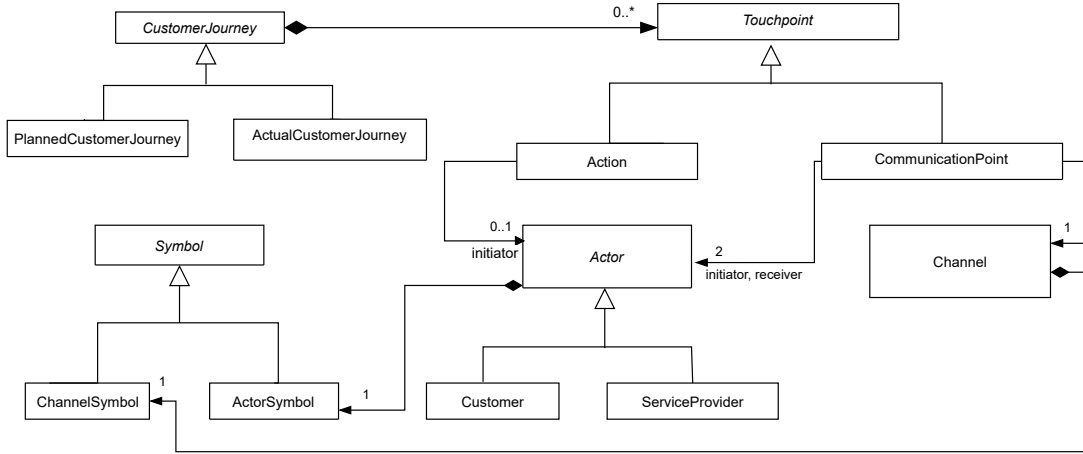 CustomerJourney
0..*
Touchpoint
PlannedCustomerJourney
ActualCustomerJourney
Action
CommunicationPoint
Symbol
0..1
initiator
Actor
2
initiator, receiver
1
Channel
ChannelSymbol
1
ActorSymbol
1
Customer
ServiceProvider